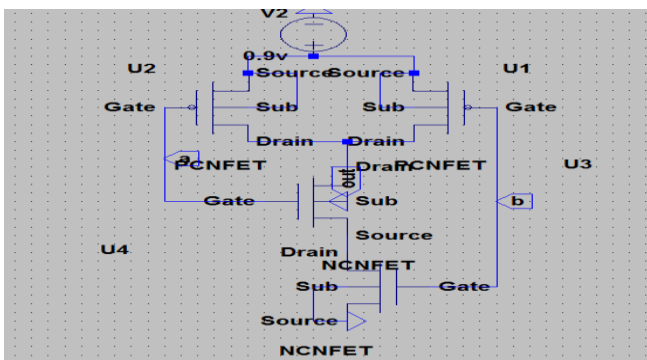 V2
0.9v
U2
Source Source
U1
Gate
Sub
Sub
Gate
Drain
Drain
a
PCNFET
out
Drain
PCNFET
U3
Gate
Sub
b
Source
U4
Drain
NCNFET
Sub
Gate
Source
NCNFET